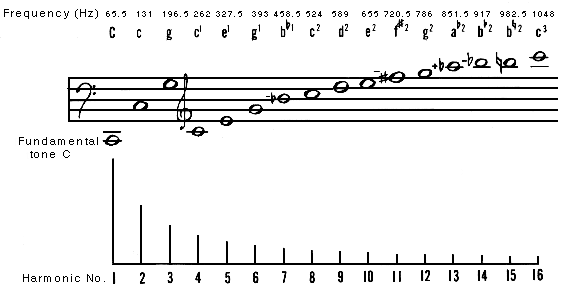 Frequency (Hz) 65.5 131 196.5 262 327.5 393 458.5 524 589 655 720.5 786 851.5 917 982.5 1048
C c g c¹ e¹ g¹ b♭¹ c² d² e² f♯² g² a♭² b♭² b♮² c³
Fundamental
tone C
Harmonic No. 1 2 3 4 5 6 7 8 9 10 11 12 13 14 15 16